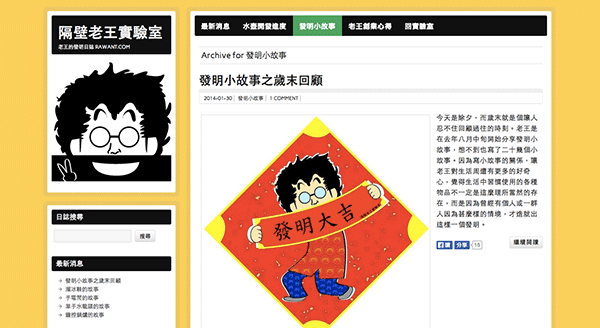 隔壁老王實驗室
老王的發明日誌 RAWANT.COM
最新消息
水壺開發進度
發明小故事
老王創業心得
回實驗室
Archive for 發明小故事
發明小故事之歲末回顧
2014-01-30 | 發明小故事 | 1 COMMENT |
發明大吉
今天是除夕，而歲末就是個讓人
忍不住回顧過往的時刻。老王是
在去年八月中旬開始分享發明小
故事，想不到也寫了二十幾個小
故事。因為寫小故事的關係，讓
老王對生活周遭有更多的好奇
心，覺得生活中習慣使用的各種
物品不一定是這麼理所當然的存
在，而是因為曾經有個人或一群
人因為甚麼樣的情境，才造就出
這樣一個發明。
讚 分享 15
繼續閱讀
日誌搜尋
搜尋
最新消息
發明小故事之歲末回顧
溜冰鞋的故事
手電筒的故事
單手水龍頭的故事
鐵捲鍋爐的故事